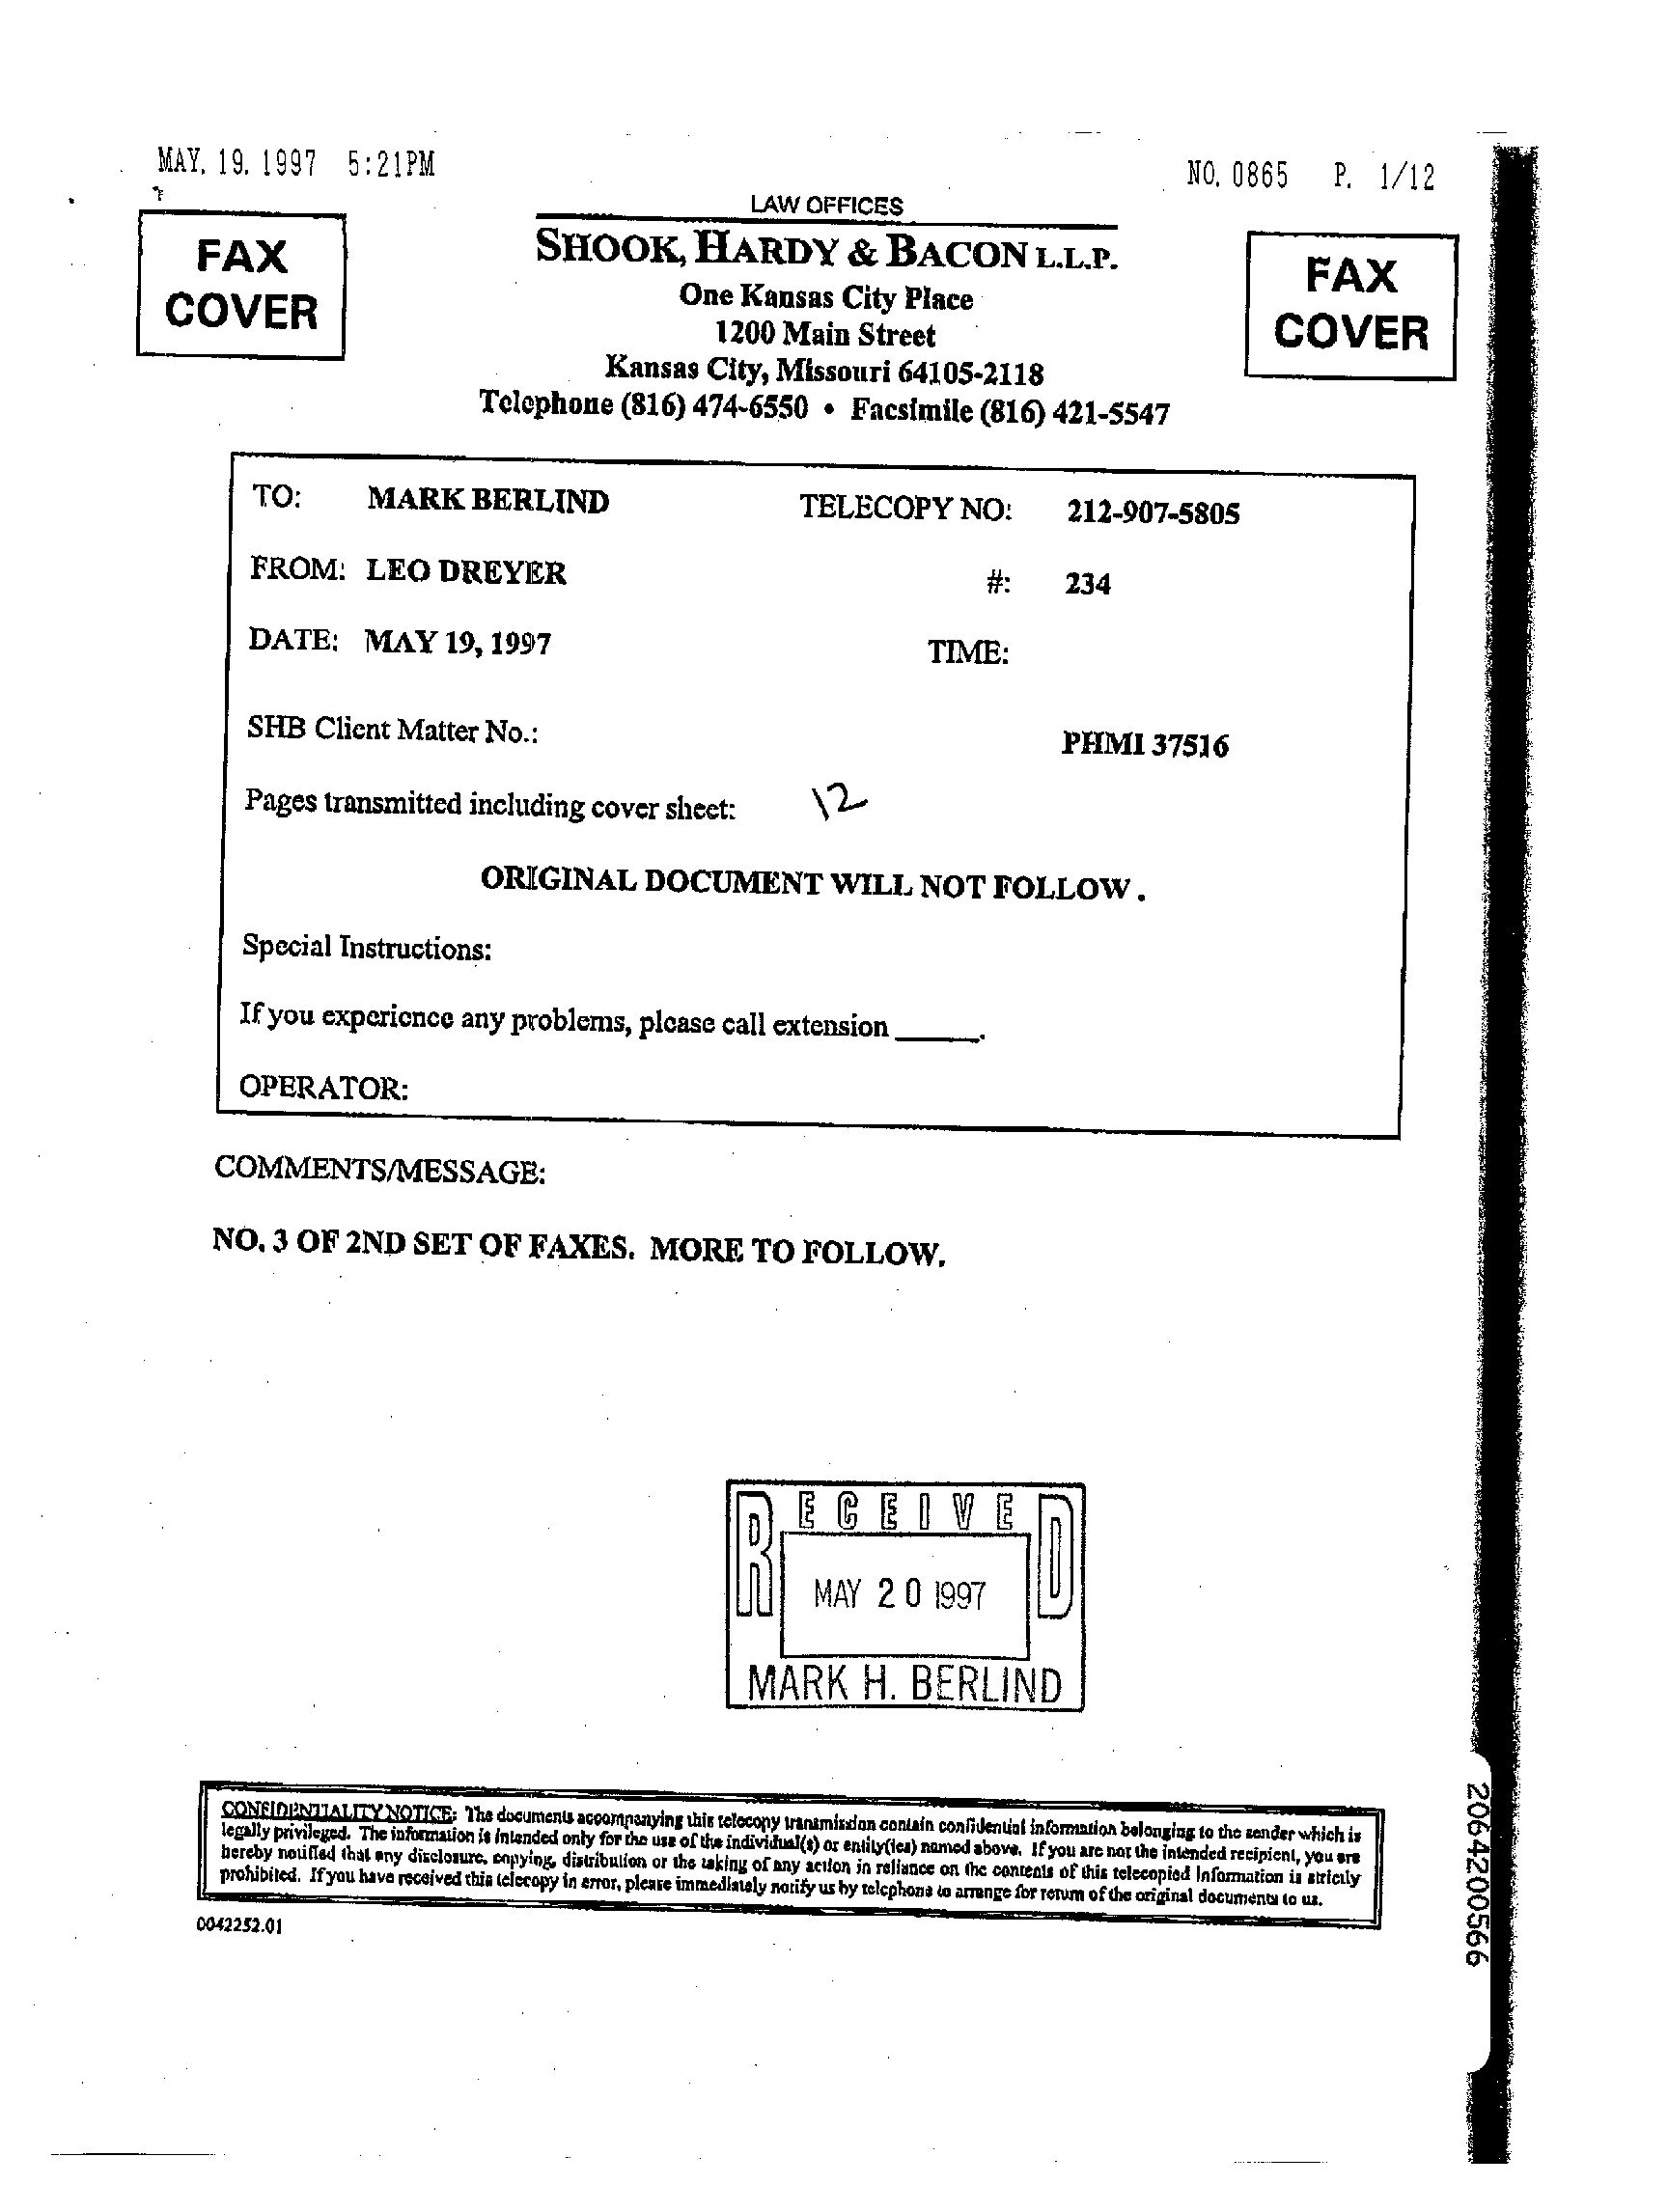 MAY. 19. 1997 5:21PM NO. 0865 P. 1/12
LAW OFFICES
FAX
COVER
SHOOK, HARDY & BACON L.L.P.
One Kansas City Place
1200 Main Street
Kansas City, Missouri 64105-2118
Telephone (816) 474-6550 • Facsimile (816) 421-5547
FAX
COVER
TO: MARK BERLIND TELECOPY NO: 212-907-5805
FROM: LEO DREYER #: 234
DATE: MAY 19, 1997 TIME:
SHB Client Matter No.: PHMI 37516
Pages transmitted including cover sheet: 12
ORIGINAL DOCUMENT WILL NOT FOLLOW.
Special Instructions:
If you experience any problems, please call extension _____.
OPERATOR:
COMMENTS/MESSAGE:
NO. 3 OF 2ND SET OF FAXES. MORE TO FOLLOW.
RECEIVED
MAY 20 1997
MARK H. BERLIND
CONFIDENTIALITY NOTICE: The documents accompanying this telecopy transmission contain confidential information belonging to the sender which is
legally privileged. The information is intended only for the use of the individual(s) or entity(ies) named above. If you are not the intended recipient, you are
hereby notified that any disclosure, copying, distribution or the taking of any action in reliance on the contents of this telecopied information is strictly
prohibited. If you have received this telecopy in error, please immediately notify us by telephone to arrange for return of the original documents to us.
0042252.01
2064200566